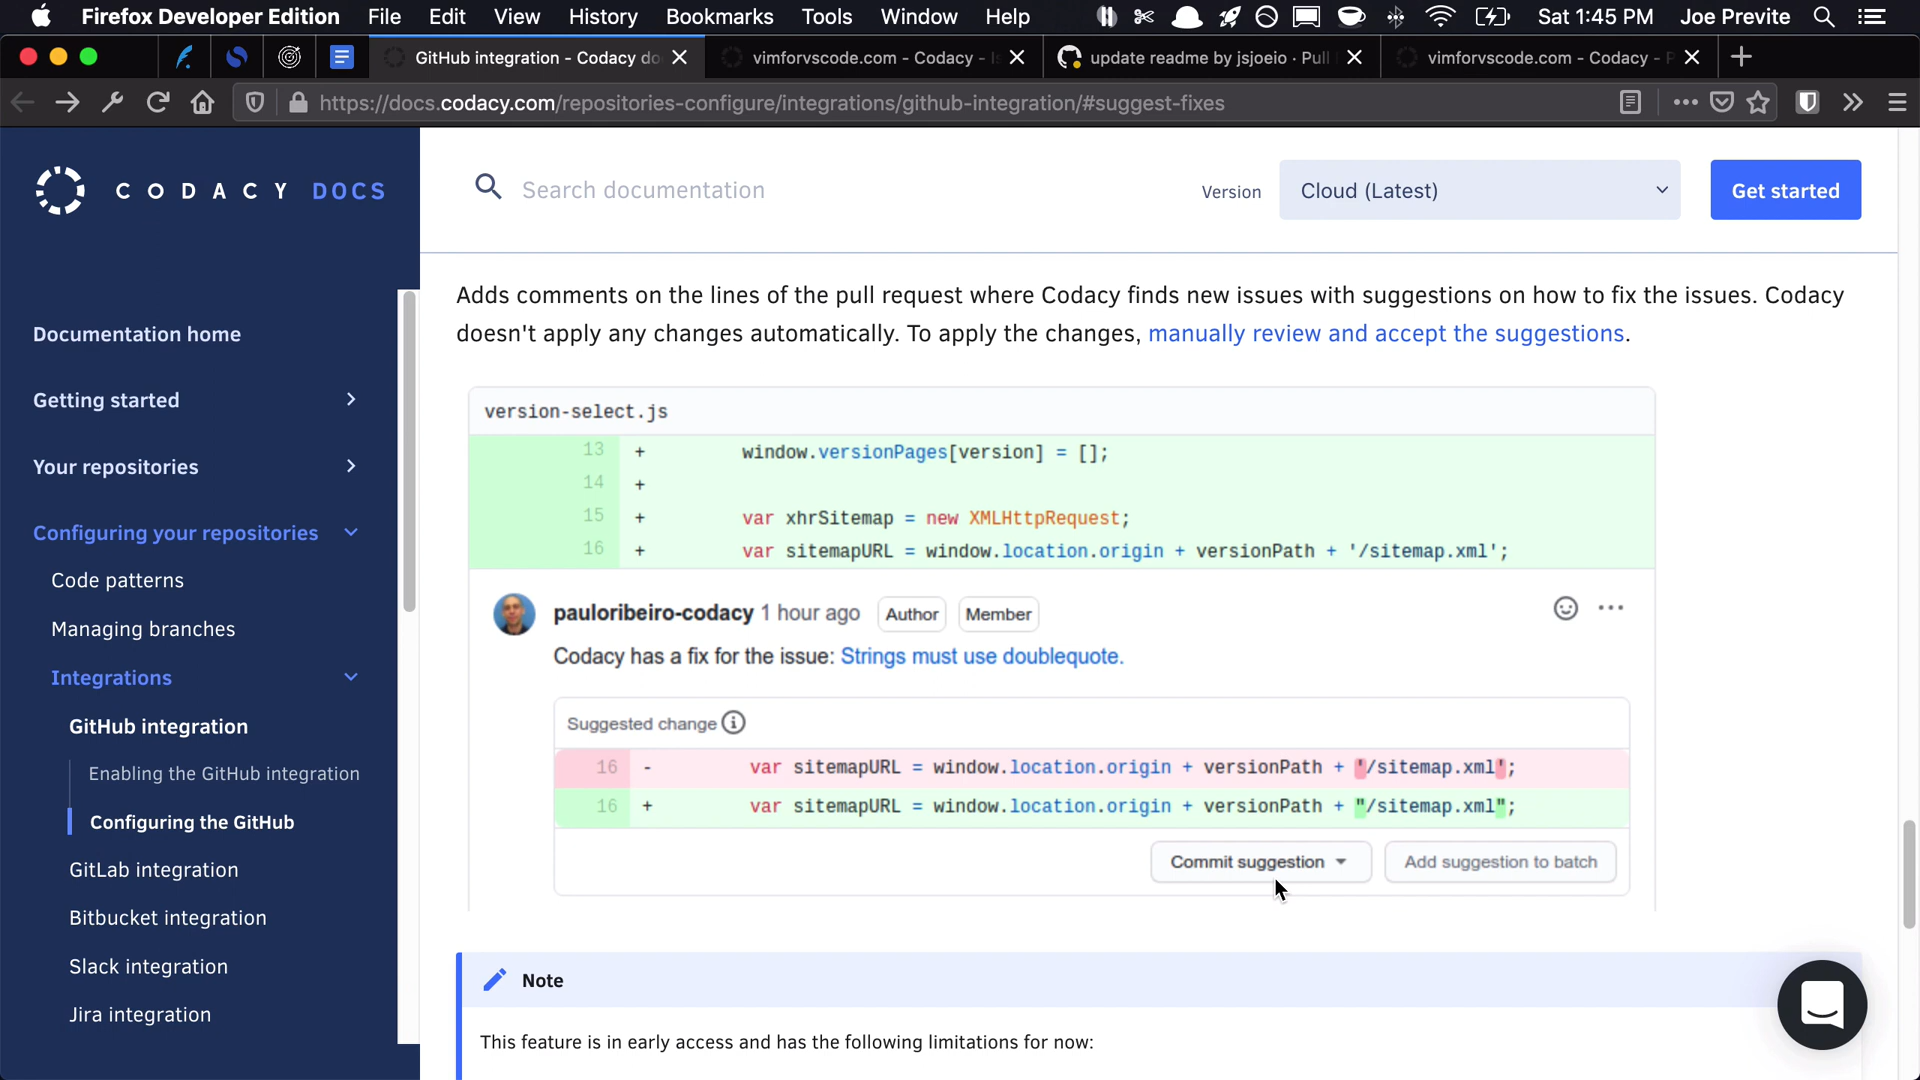 Firefox Developer Edition File Edit View History Bookmarks Tools Window Help Sat 1:45 PM Joe Previte
GitHub integration - Codacy do
vimforvscode.com - Codacy - I
update readme by jsjoeio · Pull
vimforvscode.com - Codacy - P
https://docs.codacy.com/repositories-configure/integrations/github-integration/#suggest-fixes
CODACY DOCS
Search documentation
Version
Cloud (Latest)
Get started
Documentation home
Getting started
Your repositories
Configuring your repositories
Code patterns
Managing branches
Integrations
GitHub integration
Enabling the GitHub integration
Configuring the GitHub
GitLab integration
Bitbucket integration
Slack integration
Jira integration
Adds comments on the lines of the pull request where Codacy finds new issues with suggestions on how to fix the issues. Codacy
doesn't apply any changes automatically. To apply the changes, manually review and accept the suggestions.
version-select.js
13 + window.versionPages[version] = [];
14 +
15 + var xhrSitemap = new XMLHttpRequest;
16 + var sitemapURL = window.location.origin + versionPath + '/sitemap.xml';
pauloribeiro-codacy 1 hour ago Author Member
Codacy has a fix for the issue: Strings must use doublequote.
Suggested change
16 - var sitemapURL = window.location.origin + versionPath + '/sitemap.xml';
16 + var sitemapURL = window.location.origin + versionPath + "/sitemap.xml";
Commit suggestion
Add suggestion to batch
Note
This feature is in early access and has the following limitations for now: